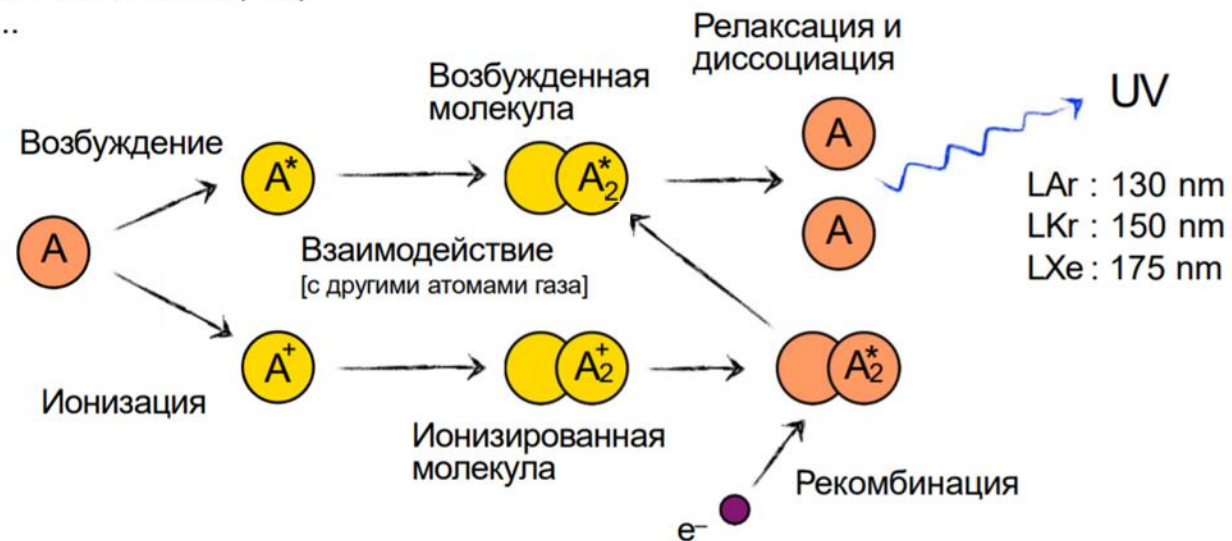 ..
Релаксация и
диссоциация
Возбужденная
молекула
UV
Возбуждение
A
A
A*
A₂*
LAr : 130 nm
LKr : 150 nm
LXe : 175 nm
A
A
Взаимодействие
[с другими атомами газа]
A⁺
A₂⁺
A₂*
Ионизация
Ионизированная
молекула
Рекомбинация
e⁻